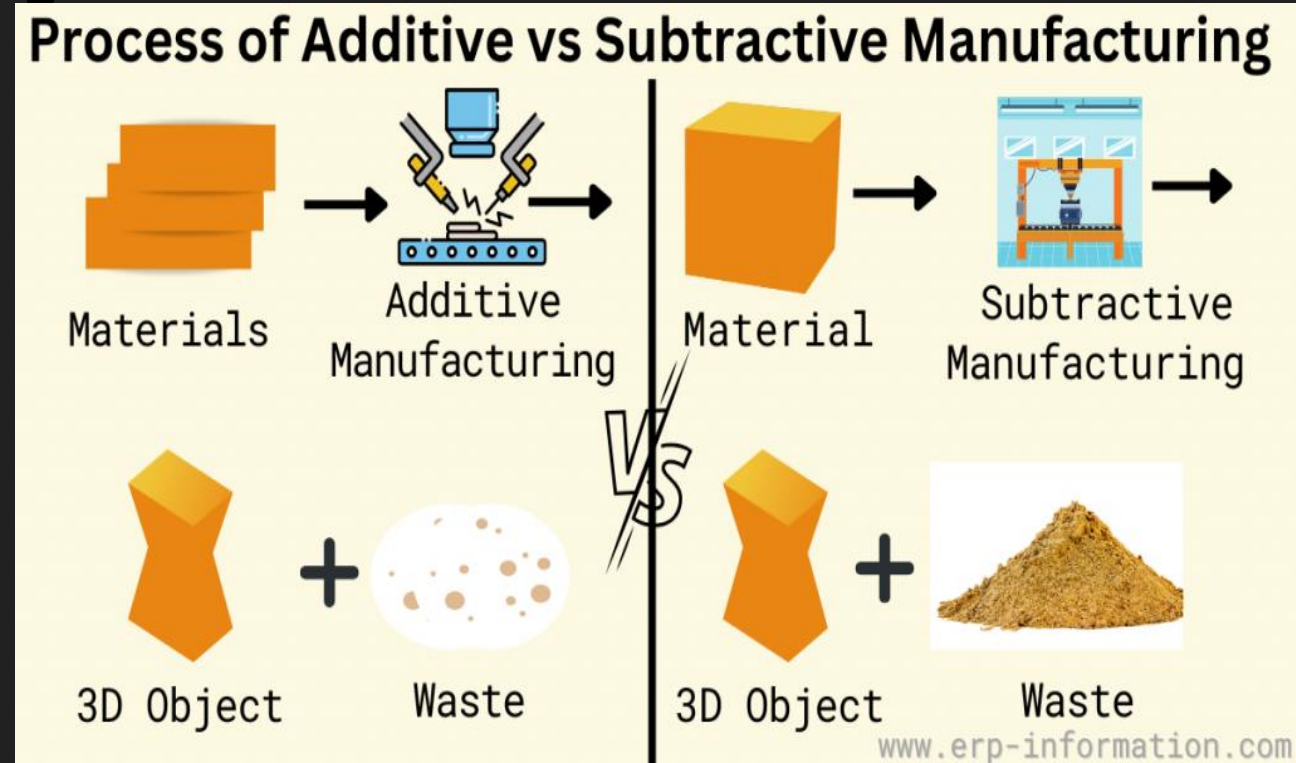 Process of Additive vs Subtractive Manufacturing
Materials
Additive
Manufacturing
3D Object
Waste
VS
Material
Subtractive
Manufacturing
3D Object
Waste
www.erp-information.com